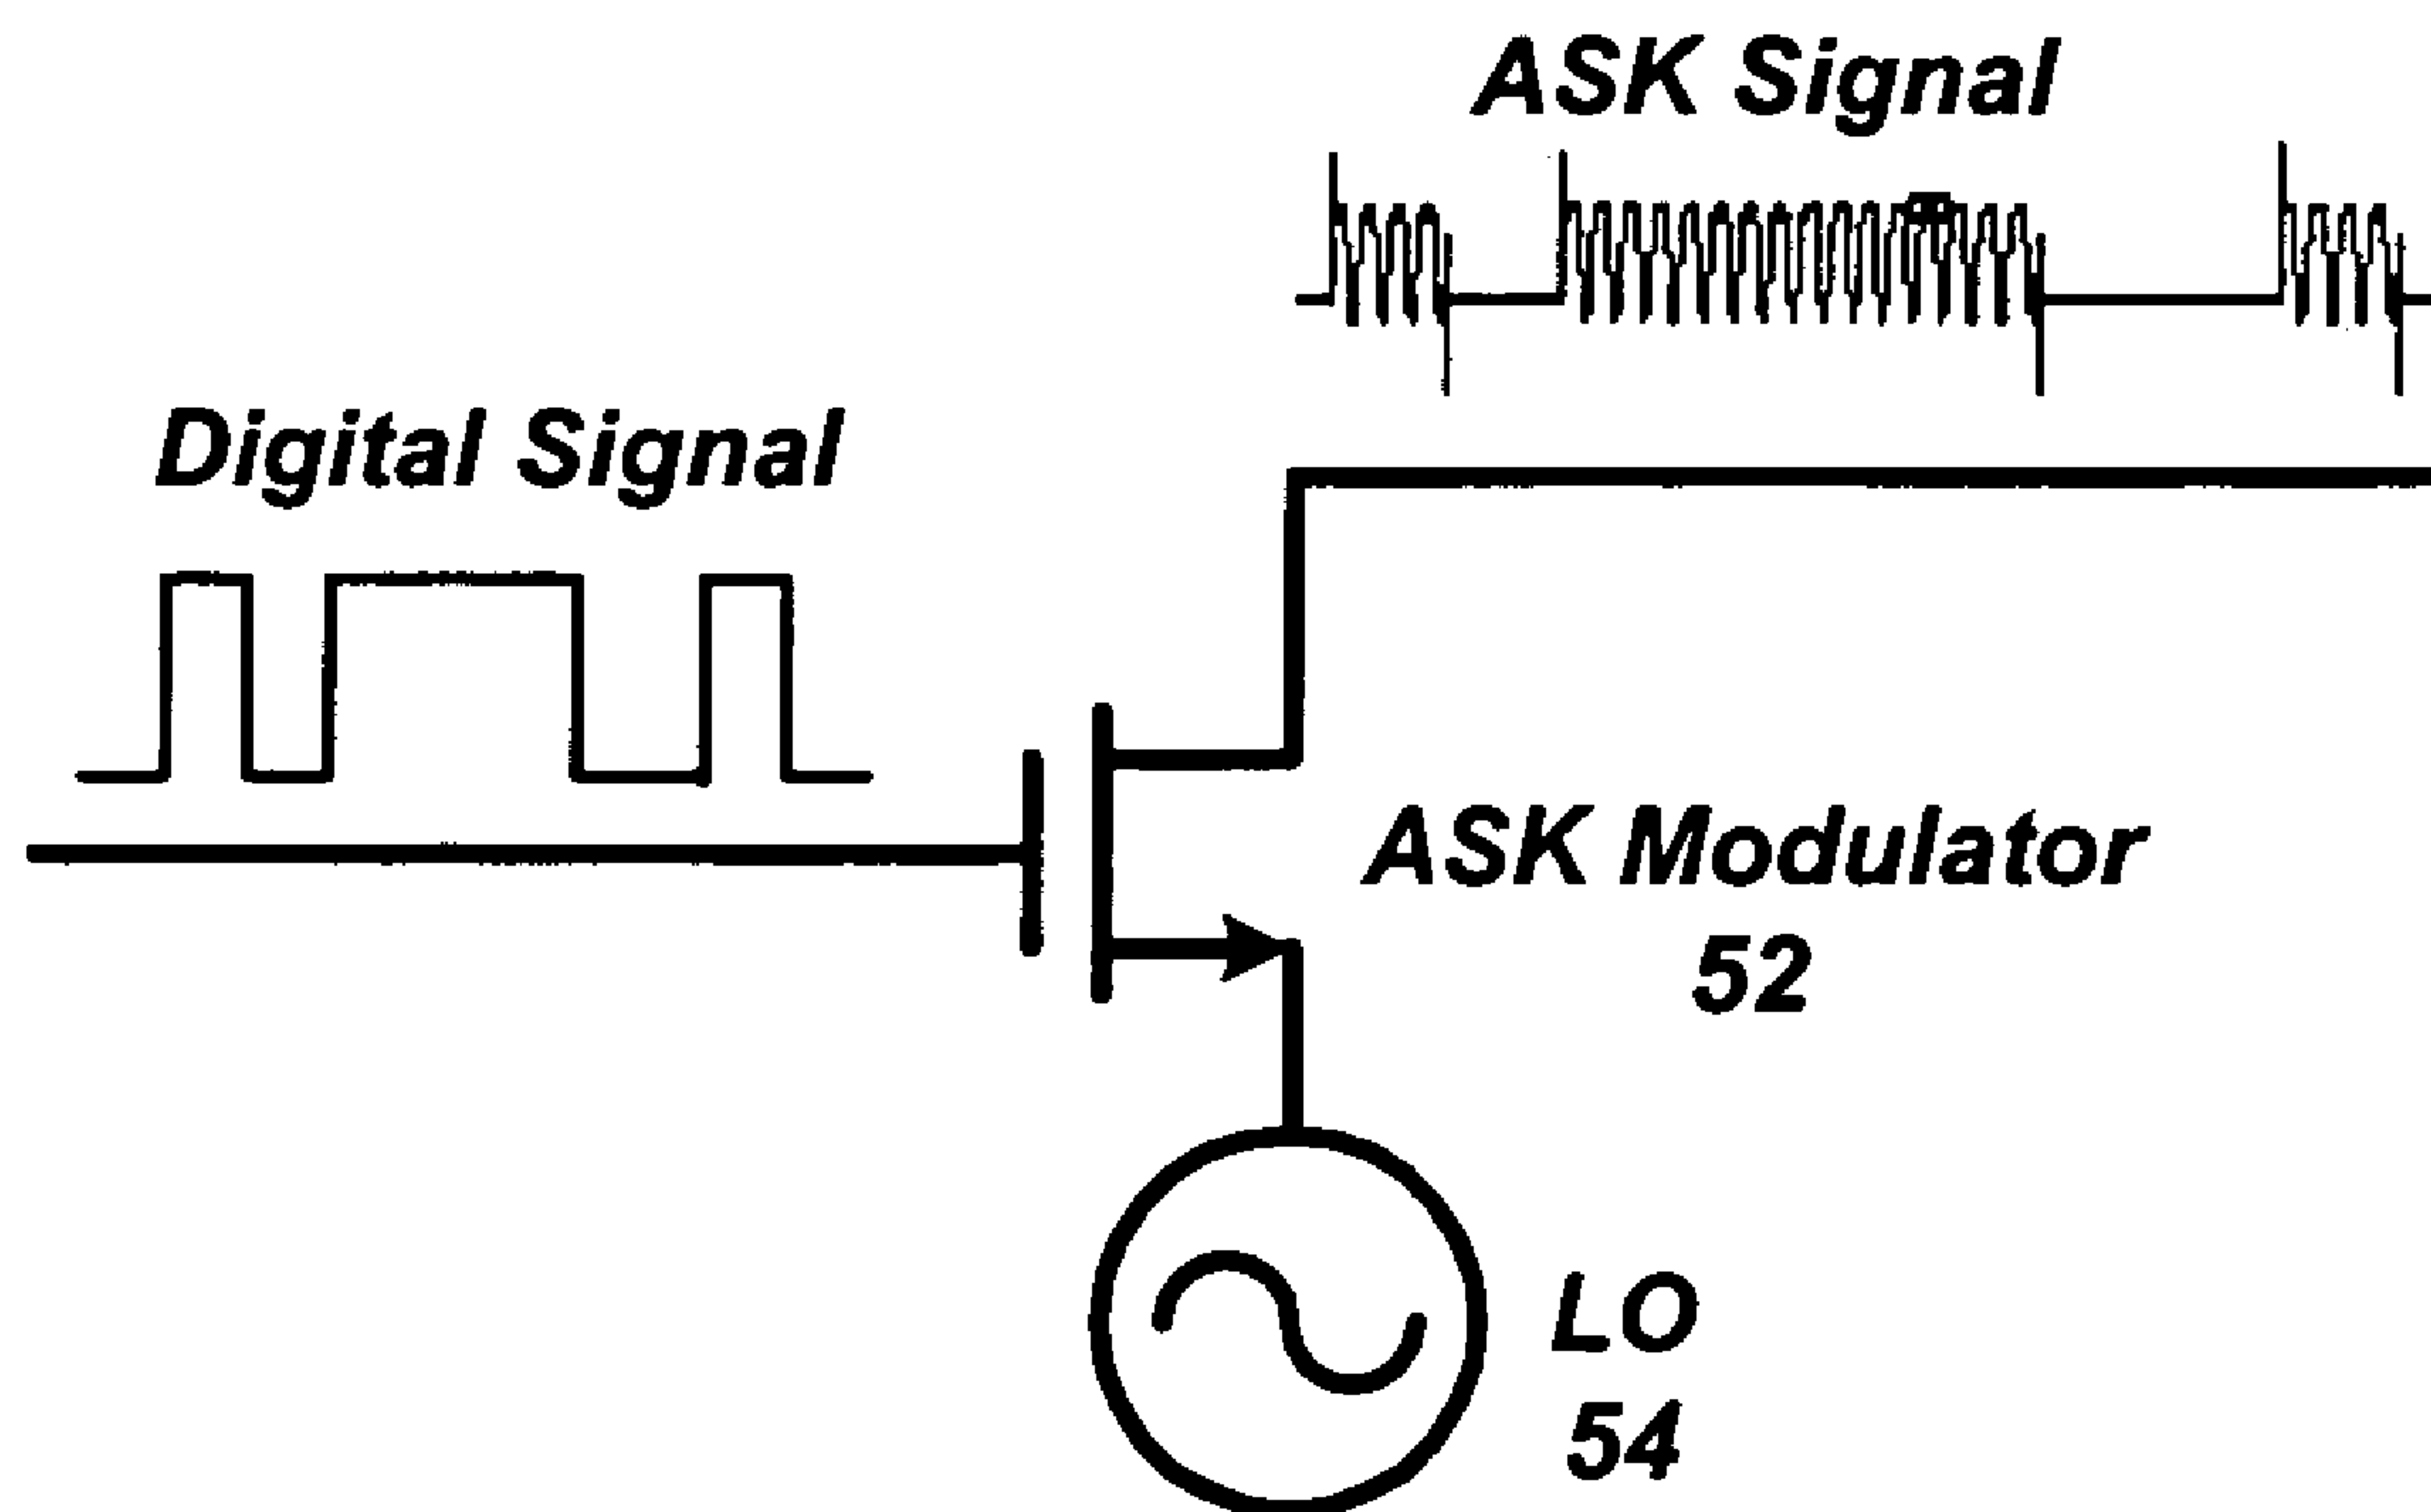 ASK Signal
Digital Signal
ASK Modulator
52
LO
54